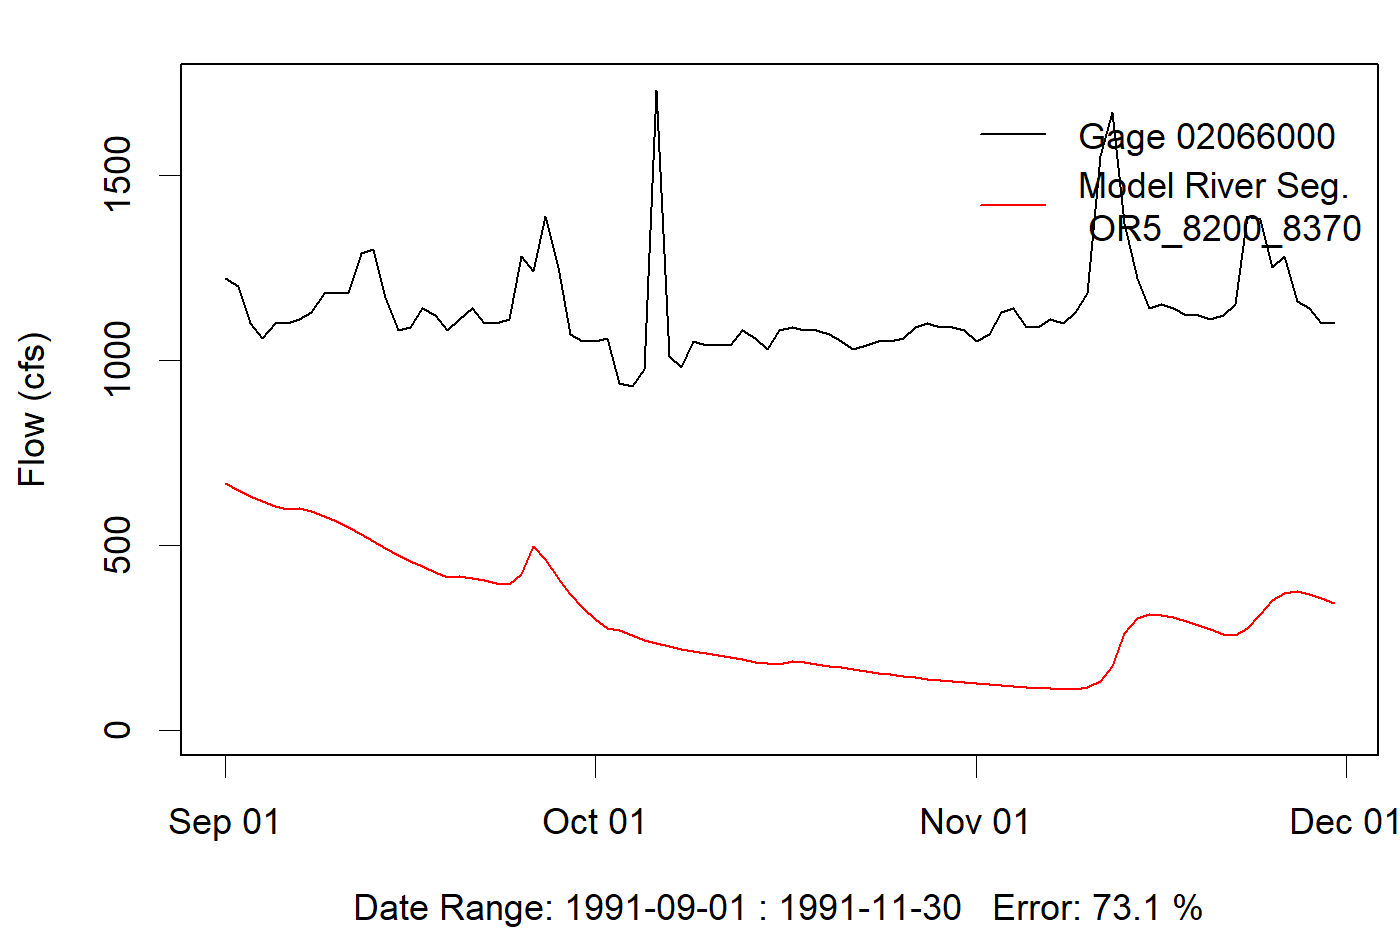 Gage 02066000
Model River Seg.
OR5_8200_8370
Flow (cfs)
1500
1000
500
0
Sep 01
Oct 01
Nov 01
Dec 01
Date Range: 1991-09-01 : 1991-11-30 Error: 73.1 %